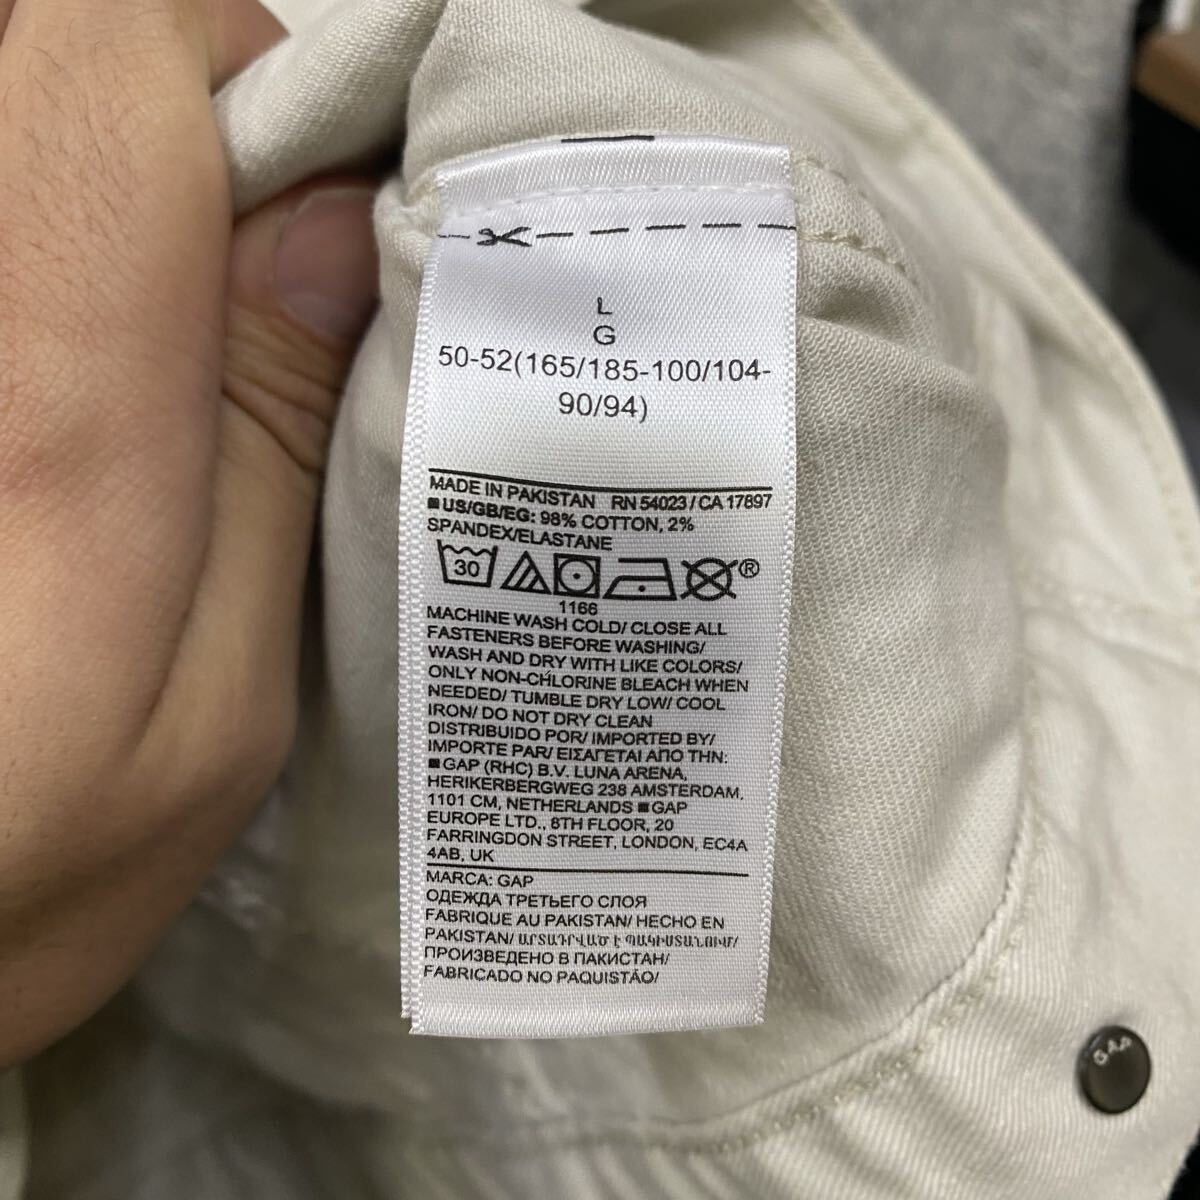 L
G
50-52(165/185-100/104-
90/94)
MADE IN PAKISTAN RN 54023 / CA 17897
■ US/GB/EG: 98% COTTON, 2%
SPANDEX/ELASTANE
30 ®
1166
MACHINE WASH COLD/ CLOSE ALL
FASTENERS BEFORE WASHING/
WASH AND DRY WITH LIKE COLORS/
ONLY NON-CHLORINE BLEACH WHEN
NEEDED/ TUMBLE DRY LOW/ COOL
IRON/ DO NOT DRY CLEAN
DISTRIBUIDO POR/ IMPORTED BY/
IMPORTE PAR/ ΕΙΣΑΓΕΤΑΙ ΑΠΟ ΤΗΝ:
■ GAP (RHC) B.V. LUNA ARENA,
HERIKERBERGWEG 238 AMSTERDAM,
1101 CM, NETHERLANDS ■ GAP
EUROPE LTD., 8TH FLOOR, 20
FARRINGDON STREET, LONDON, EC4A
4AB, UK
MARCA: GAP
ОДЕЖДА ТРЕТЬЕГО СЛОЯ
FABRIQUE AU PAKISTAN/ HECHO EN
PAKISTAN/ ԱՐՏԱԴՐՎԱԾ Է ՊԱԿԻՍՏԱՆՈՒՄ/
ПРОИЗВЕДЕНО В ПАКИСТАН/
FABRICADO NO PAQUISTÃO/
GAP